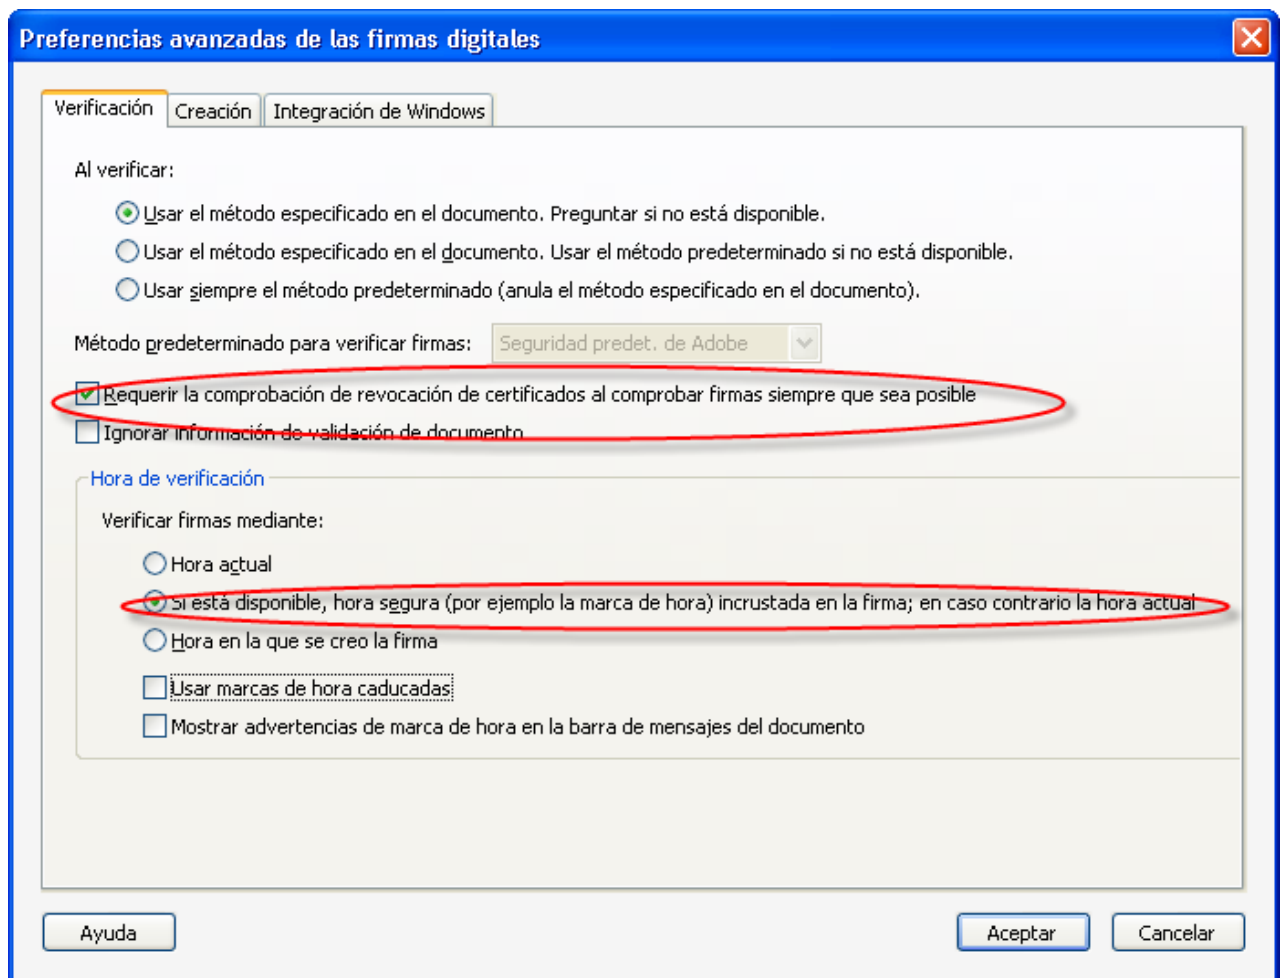 Preferencias avanzadas de las firmas digitales
Verificación
Creación
Integración de Windows
Al verificar:
Usar el método especificado en el documento. Preguntar si no está disponible.
Usar el método especificado en el documento. Usar el método predeterminado si no está disponible.
Usar siempre el método predeterminado (anula el método especificado en el documento).
Método predeterminado para verificar firmas: Seguridad predet. de Adobe
Requerir la comprobación de revocación de certificados al comprobar firmas siempre que sea posible
Ignorar información de validación de documento
Hora de verificación
Verificar firmas mediante:
Hora actual
Si está disponible, hora segura (por ejemplo la marca de hora) incrustada en la firma; en caso contrario la hora actual
Hora en la que se creo la firma
Usar marcas de hora caducadas
Mostrar advertencias de marca de hora en la barra de mensajes del documento
Ayuda
Aceptar
Cancelar